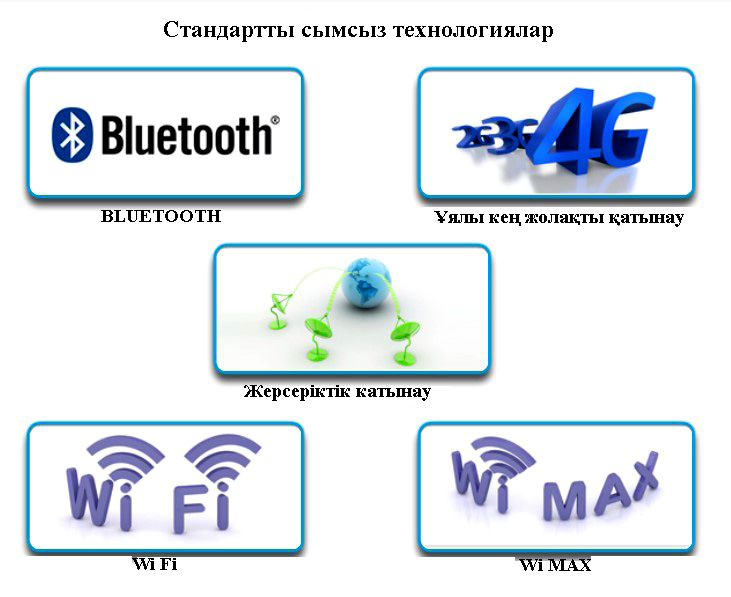 Стандартты сымсыз технологиялар
Bluetooth®
2G 3G 4G
BLUETOOTH
Ұялы кең жолақты қатынау
Жерсеріктік катынау
Wi Fi
Wi MAX
Wi Fi
Wi MAX